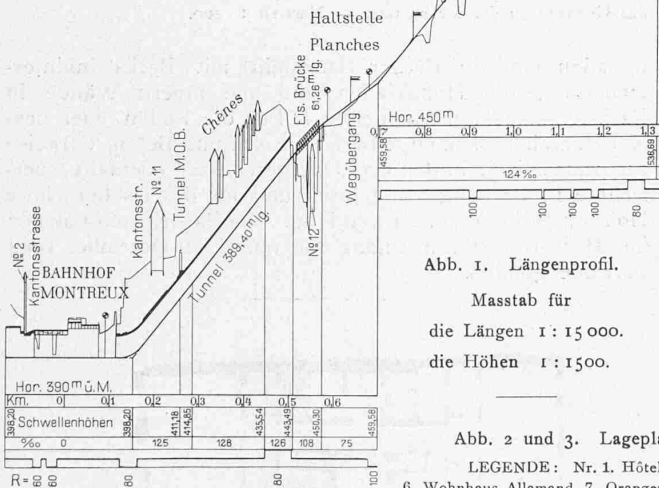 Haltstelle
Planches
Eis. Brücke
61,26 m lg.
Wegübergang
Hor. 450 m
0,7 0,8 0,9 1,0 1,1 1,2 1,3
459,58
536,69
124 ‰
100 100 100 100 80
Chênes
Tunnel M.O.B.
Nº 11
Kantonsstr.
Nº 2
Kantonsstrasse
BAHNHOF
MONTREUX
Tunnel 389,40 m lg.
Nº 12
Hor. 390 m ü. M.
Km. 0 0,1 0,2 0,3 0,4 0,5 0,6
398,20 398,20 411,18 414,85 435,54 443,49 450,30 459,58
Schwellenhöhen
‰ 0 125 128 126 108 75
R = 60 60 80 80 100
Abb. 1. Längenprofil.
Masstab für
die Längen 1 : 15 000.
die Höhen 1 : 1500.
Abb. 2 und 3. Lagepla
LEGENDE: Nr. 1. Hôtel